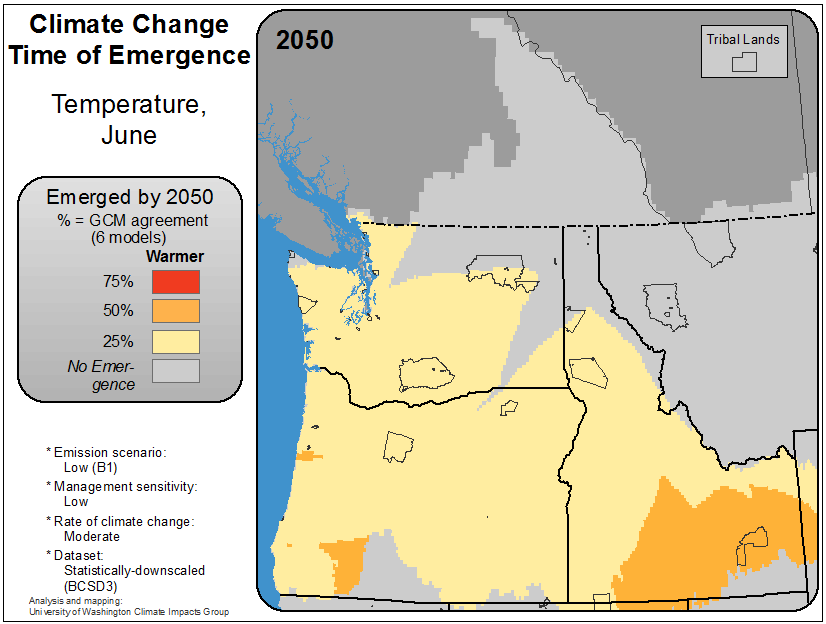 Climate Change
Time of Emergence
Temperature,
June
Emerged by 2050
% = GCM agreement
(6 models)
Warmer
75%
50%
25%
No Emer-
gence
* Emission scenario:
Low (B1)
* Management sensitivity:
Low
* Rate of climate change:
Moderate
* Dataset:
Statistically-downscaled
(BCSD3)
Analysis and mapping:
University of Washington Climate Impacts Group
2050
Tribal Lands